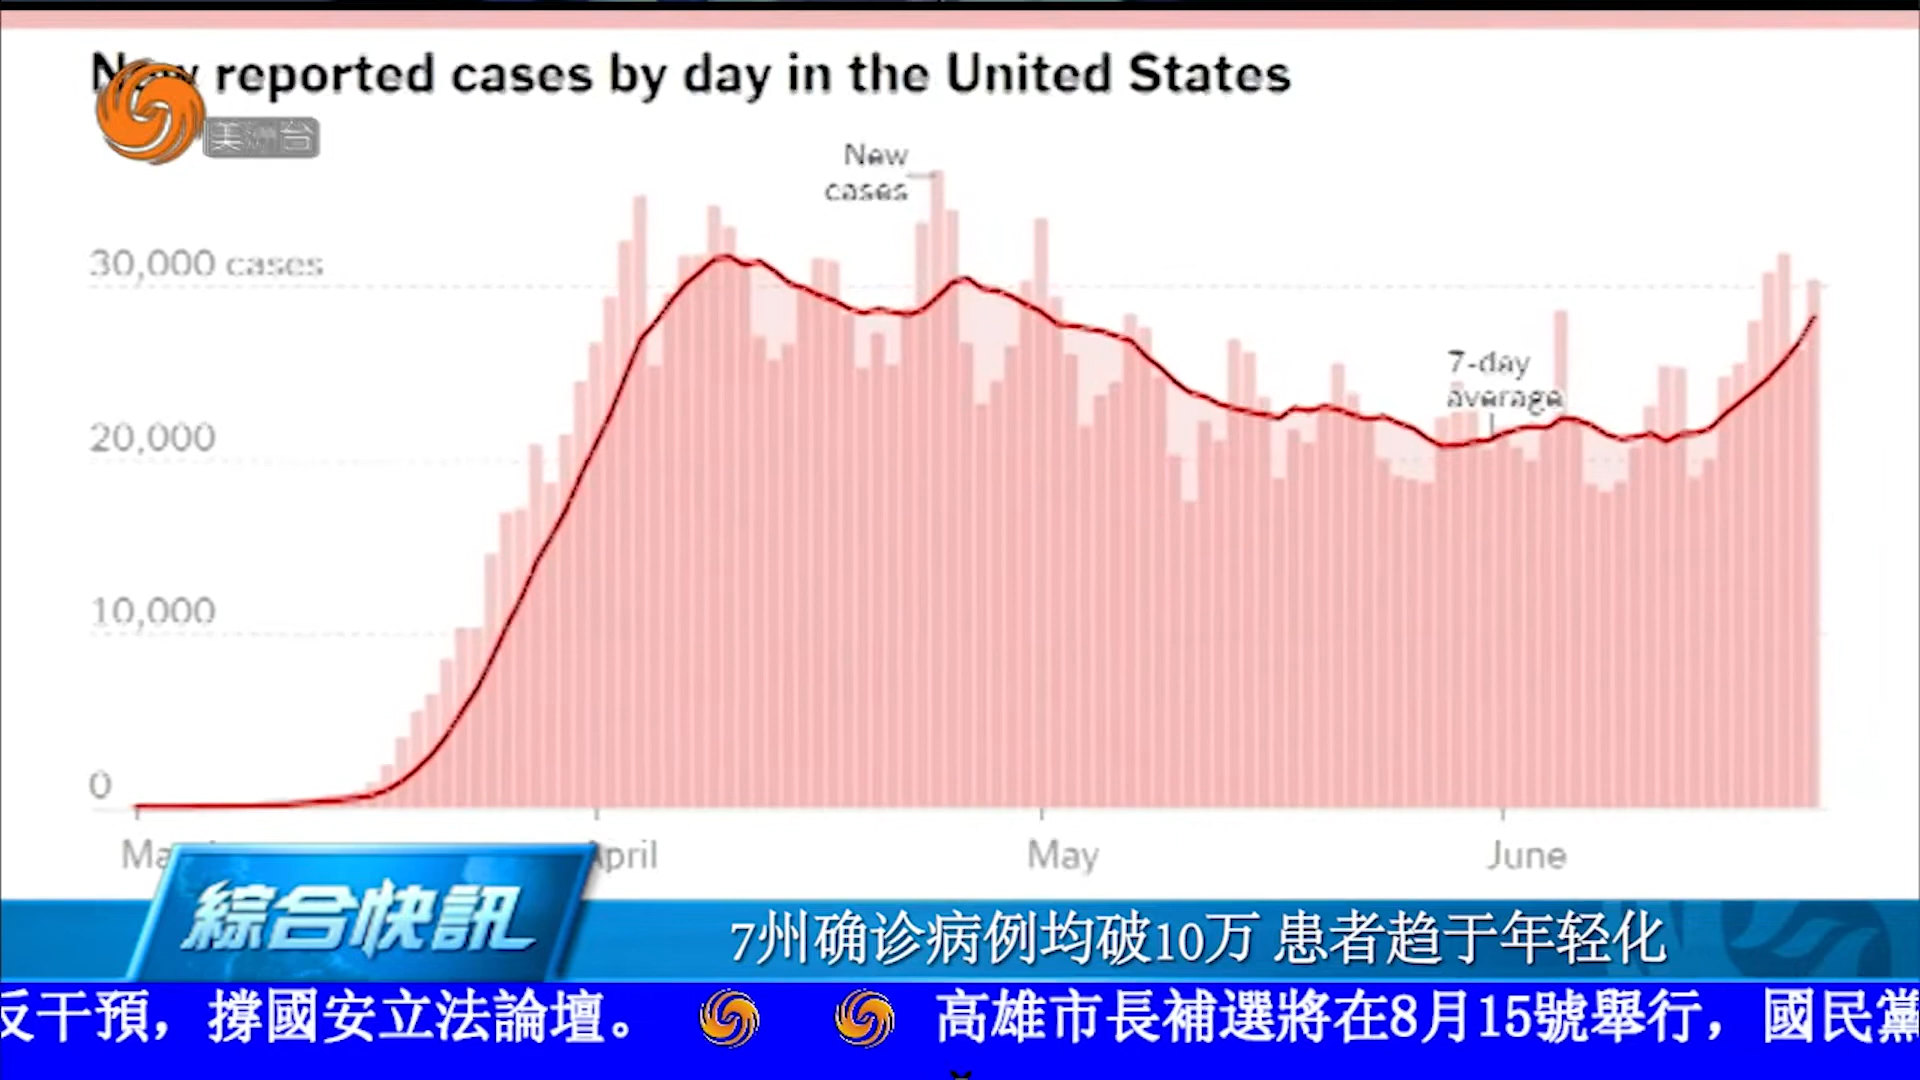 New reported cases by day in the United States
美洲台
New
cases
30,000 cases
7-day
average
20,000
10,000
0
April
May
June
綜合快訊
7州确诊病例均破10万 患者趋于年轻化
反干預，撐國安立法論壇。 高雄市長補選將在8月15號舉行，國民黨